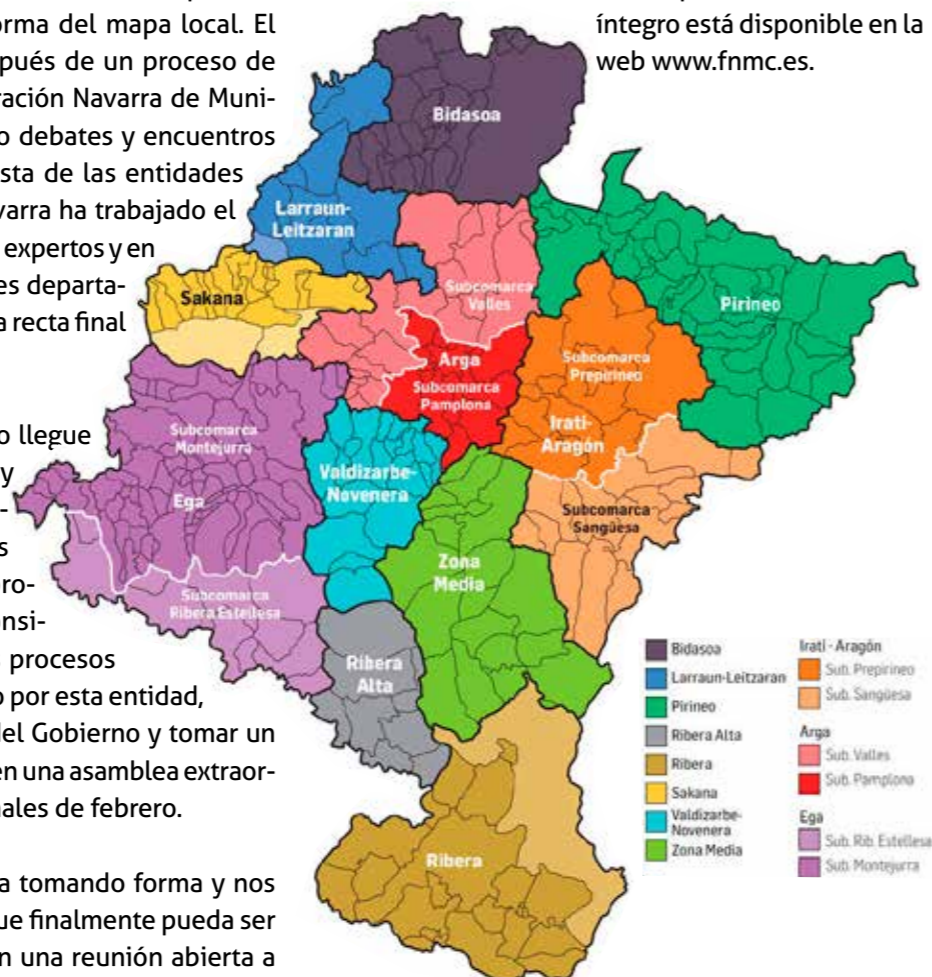 orma del mapa local. El
pués de un proceso de
ración Navarra de Muni-
o debates y encuentros
sta de las entidades
varra ha trabajado el
expertos y en
es departa-
a recta final
o llegue
y
-
s
ro-
onsi-
procesos
o por esta entidad,
del Gobierno y tomar un
en una asamblea extraor-
nales de febrero.
a tomando forma y nos
ue finalmente pueda ser
n una reunión abierta a
íntegro está disponible en la
web www.fnmc.es.
Bidasoa
Larraun-
Leitzaran
Sakana
Subcomarca
Valles
Pirineo
Arga
Subcomarca
Pamplona
Subcomarca
Prepirineo
Irati-
Aragón
Subcomarca
Montejurra
Ega
Valdizarbe-
Novenera
Subcomarca
Sangüesa
Zona
Media
Subcomarca
Ribera Estellesa
Ribera
Alta
Ribera
Bidasoa
Larraun-Leitzaran
Pirineo
Ribera Alta
Ribera
Sakana
Valdizarbe-
Novenera
Zona Media
Irati - Aragón
Sub. Prepirineo
Sub. Sangüesa
Arga
Sub. Valles
Sub. Pamplona
Ega
Sub. Rib. Estellesa
Sub. Montejurra